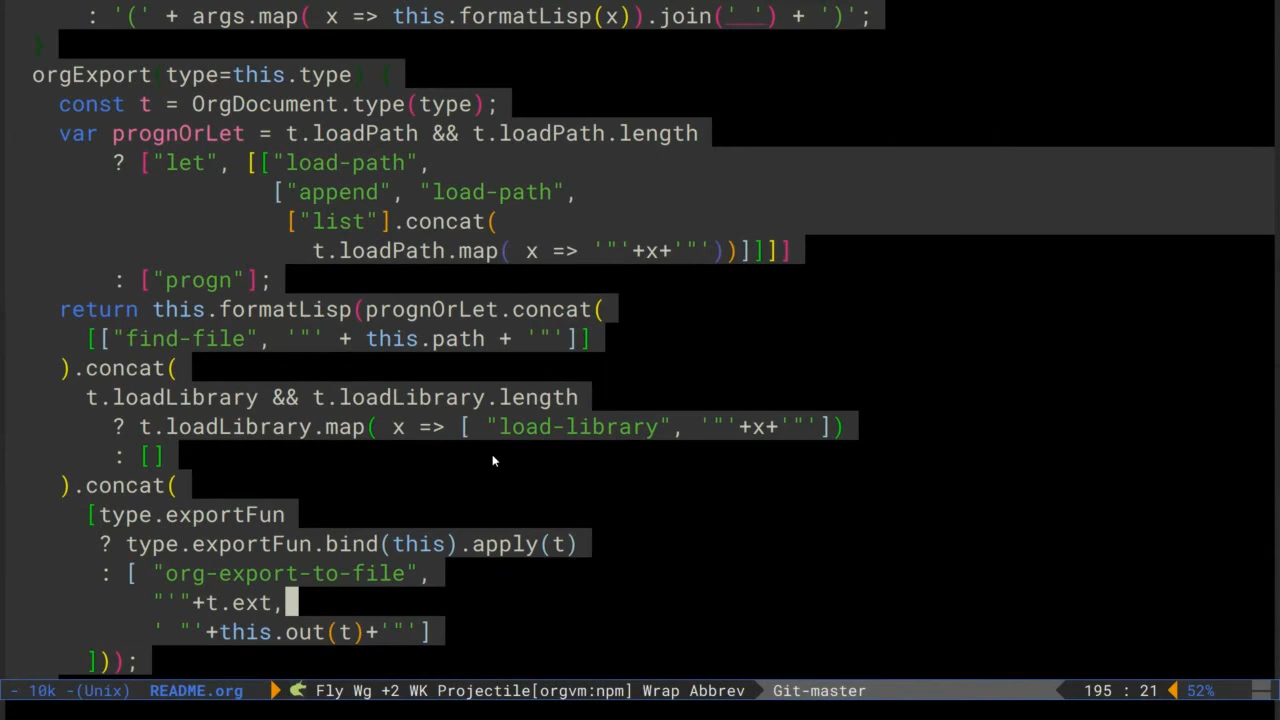 : '(' + args.map( x => this.formatLisp(x)).join('__') + ')';
}
orgExport(type=this.type) {
const t = OrgDocument.type(type);
var prognOrLet = t.loadPath && t.loadPath.length
? ["let", [["load-path",
["append", "load-path",
["list"].concat(
t.loadPath.map( x => '"'+x+'"'))]]]]
: ["progn"];
return this.formatLisp(prognOrLet.concat(
[["find-file", '"' + this.path + '"']]
).concat(
t.loadLibrary && t.loadLibrary.length
? t.loadLibrary.map( x => [ "load-library", '"'+x+'"'])
: []
).concat(
[type.exportFun
? type.exportFun.bind(this).apply(t)
: [ "org-export-to-file",
"'"+t.ext,
' "'+this.out(t)+'"']
]));
- 10k -(Unix) README.org Fly Wg +2 WK Projectile[orgvm:npm] Wrap Abbrev Git-master 195 : 21 52%